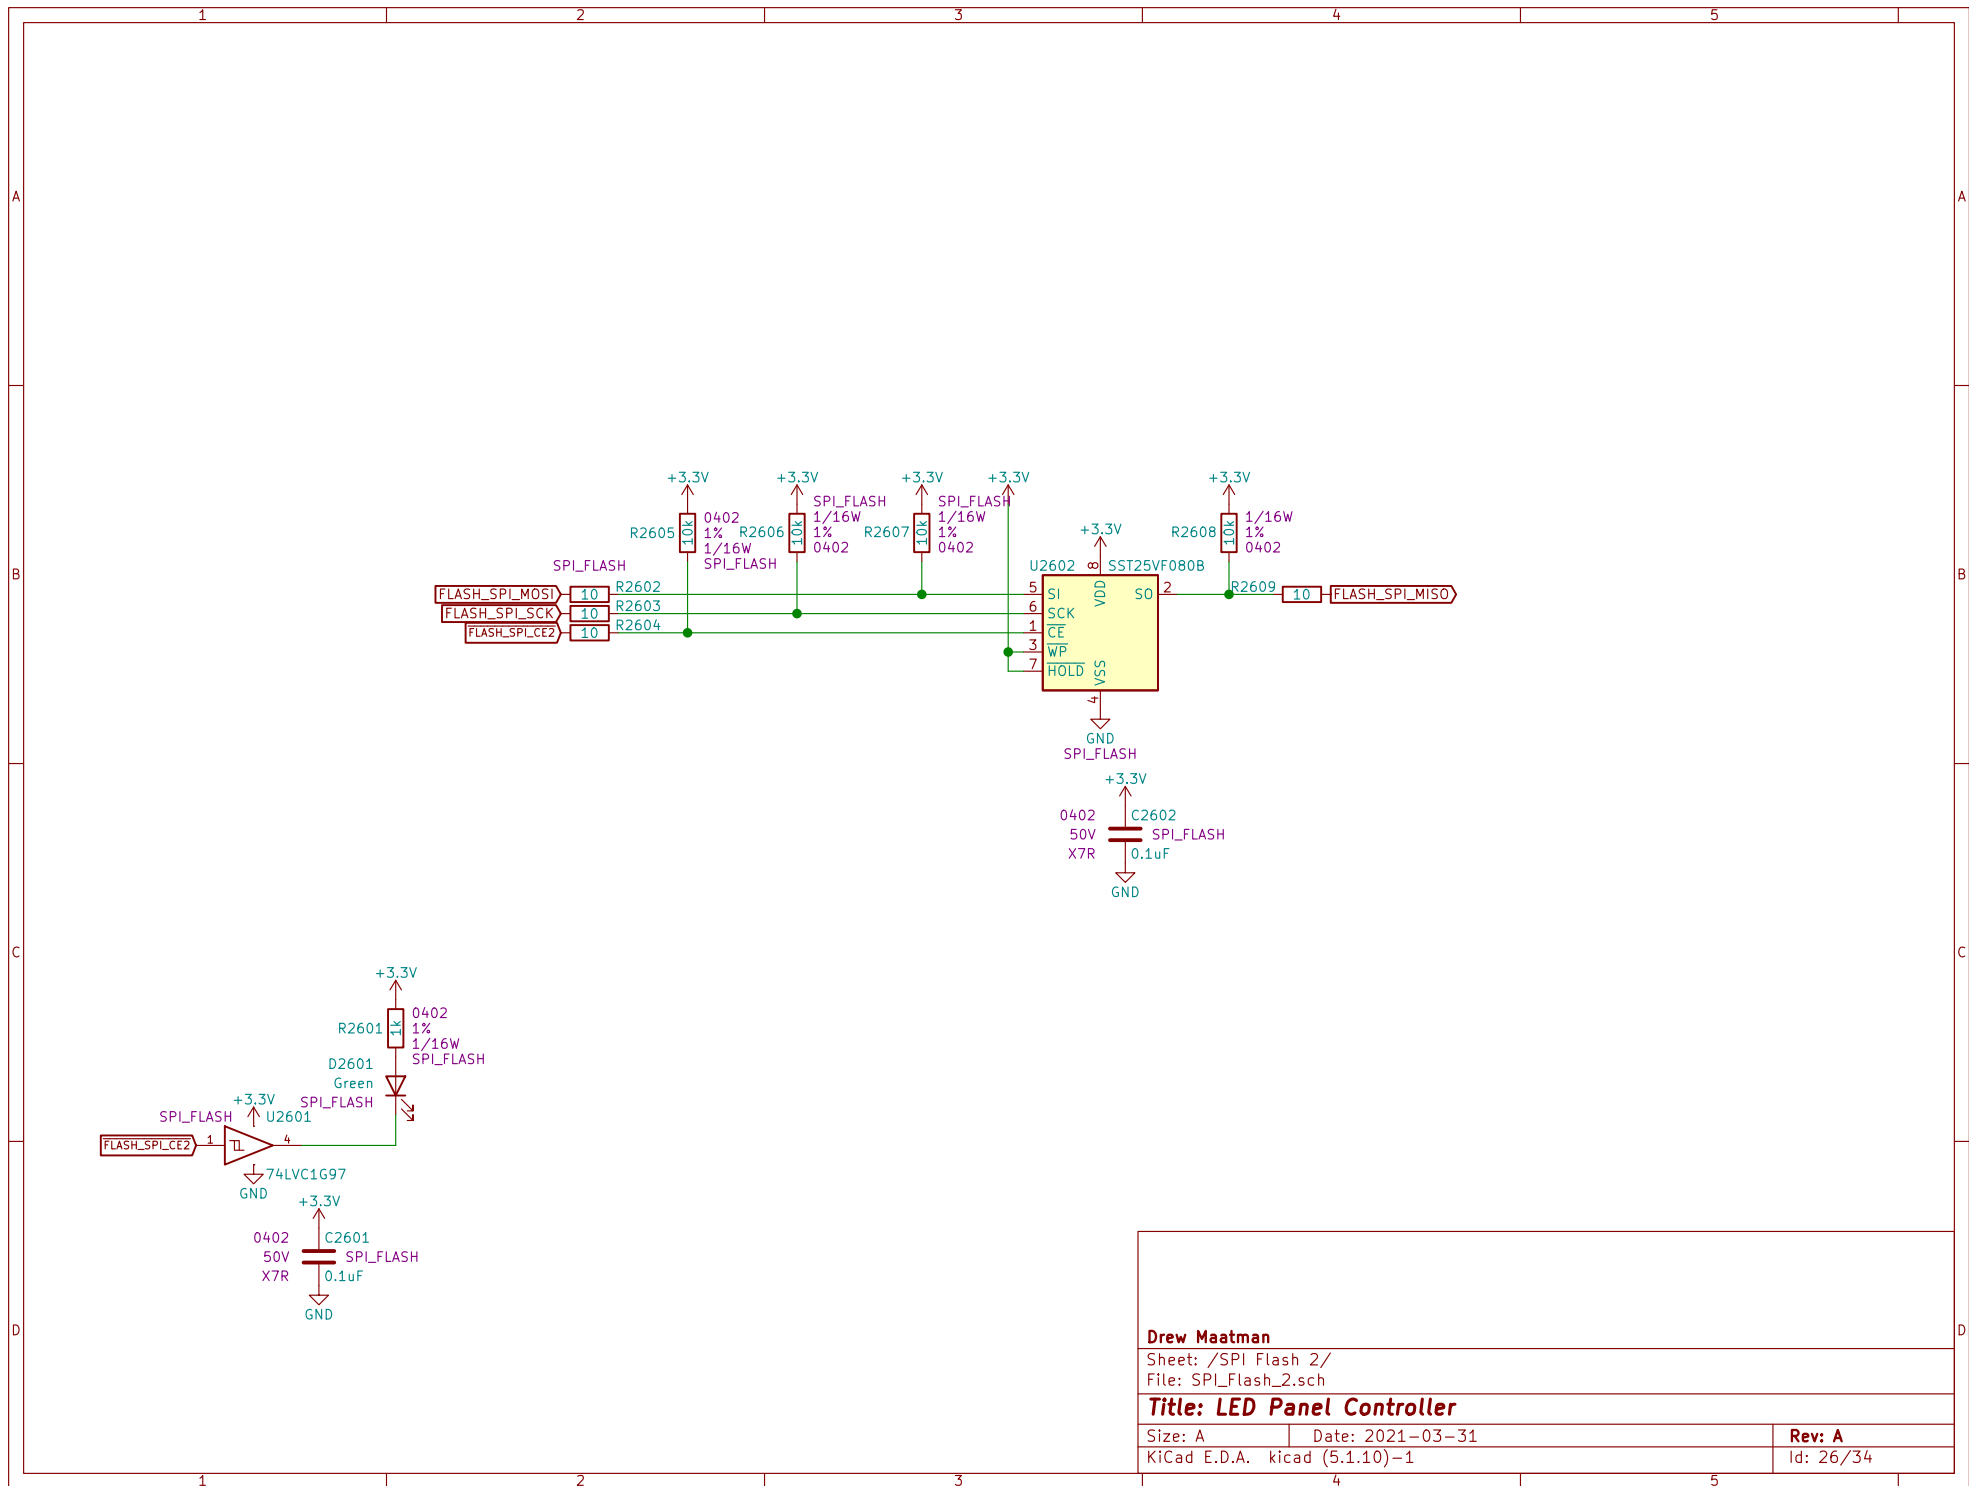 1 2 3 4 5
A A
B B
C C
D D
+3.3V +3.3V +3.3V +3.3V +3.3V
R2605 10k
0402
1%
1/16W
SPI_FLASH
R2606 10k
SPI_FLASH
1/16W
1%
0402
R2607 10k
SPI_FLASH
1/16W
1%
0402
R2608 10k
1/16W
1%
0402
SPI_FLASH
FLASH_SPI_MOSI 10 R2602
FLASH_SPI_SCK 10 R2603
FLASH_SPI_CE2 10 R2604
+3.3V
U2602 8 SST25VF080B
5 SI VDD SO 2
6 SCK
1 CE
3 WP
7 HOLD VSS
4
GND
SPI_FLASH
R2609 10 FLASH_SPI_MISO
+3.3V
0402 C2602
50V SPI_FLASH
X7R 0.1uF
GND
+3.3V
R2601 1k
0402
1%
1/16W
SPI_FLASH
D2601
Green
SPI_FLASH
+3.3V
SPI_FLASH U2601
FLASH_SPI_CE2 1 4
74LVC1G97
GND
+3.3V
0402 C2601
50V SPI_FLASH
X7R 0.1uF
GND
Drew Maatman
Sheet: /SPI Flash 2/
File: SPI_Flash_2.sch
Title: LED Panel Controller
Size: A Date: 2021-03-31 Rev: A
KiCad E.D.A. kicad (5.1.10)-1 Id: 26/34
1 2 3 4 5